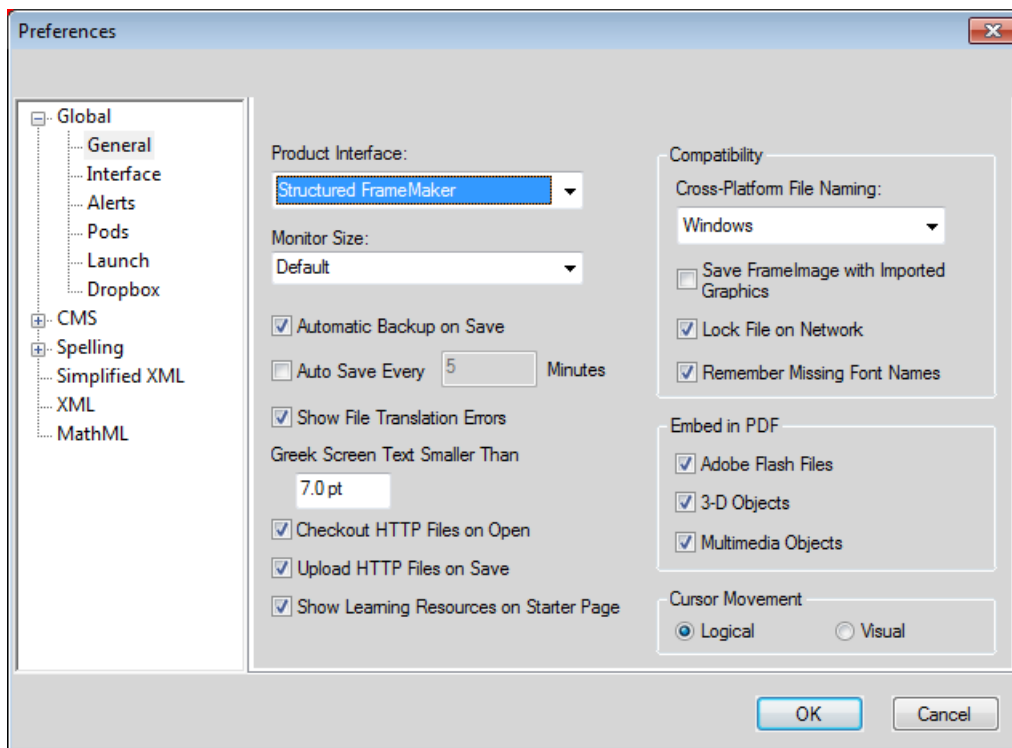 Preferences
Global
General
Interface
Alerts
Pods
Launch
Dropbox
CMS
Spelling
Simplified XML
XML
MathML
Product Interface:
Structured FrameMaker
Monitor Size:
Default
Automatic Backup on Save
Auto Save Every 5 Minutes
Show File Translation Errors
Greek Screen Text Smaller Than
7.0 pt
Checkout HTTP Files on Open
Upload HTTP Files on Save
Show Learning Resources on Starter Page
Compatibility
Cross-Platform File Naming:
Windows
Save FrameImage with Imported
Graphics
Lock File on Network
Remember Missing Font Names
Embed in PDF
Adobe Flash Files
3-D Objects
Multimedia Objects
Cursor Movement
Logical Visual
OK Cancel